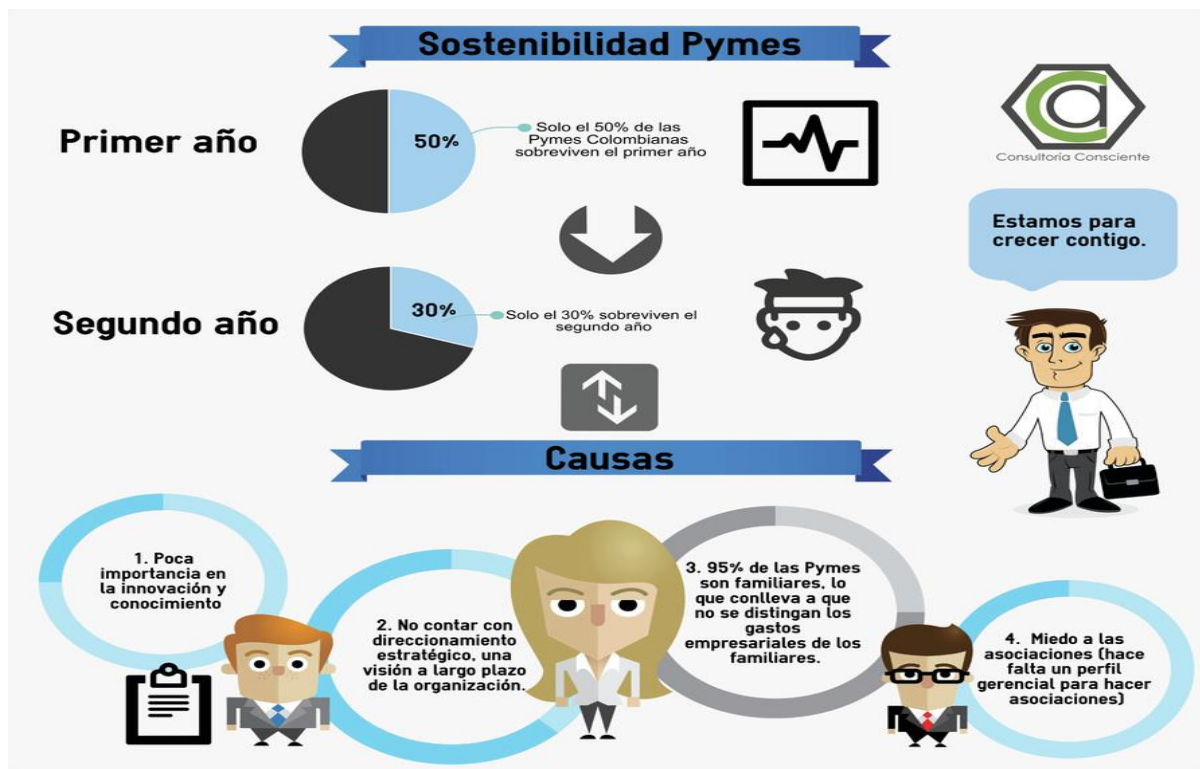 Sostenibilidad Pymes
Primer año
50%
Solo el 50% de las
Pymes Colombianas
sobreviven el primer año
Consultoría Consciente
Estamos para
crecer contigo.
Segundo año
30%
Solo el 30% sobreviven el
segundo año
Causas
1. Poca
importancia en
la innovación y
conocimiento
2. No contar con
direccionamiento
estratégico, una
visión a largo plazo
de la organización.
3. 95% de las Pymes
son familiares, lo
que conlleva a que
no se distingan los
gastos
empresariales de los
familiares.
4. Miedo a las
asociaciones (hace
falta un perfil
gerencial para hacer
asociaciones)